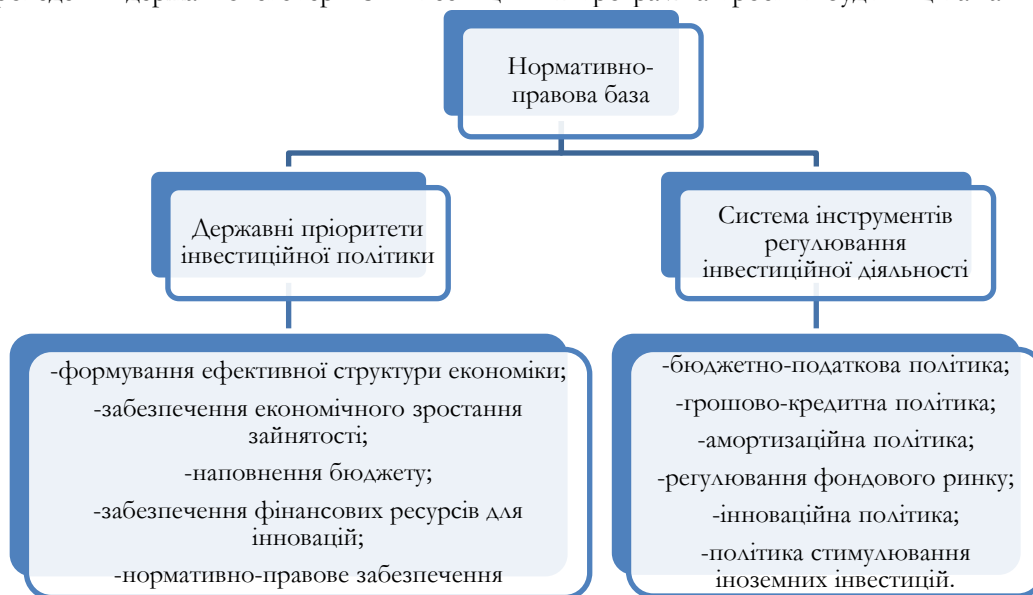 Нормативно-
правова база
Державні пріоритети
інвестиційної політики
Система інструментів
регулювання
інвестиційної діяльності
-формування ефективної структури економіки;
-забезпечення економічного зростання
зайнятості;
-наповнення бюджету;
-забезпечення фінансових ресурсів для
інновацій;
-нормативно-правове забезпечення
-бюджетно-податкова політика;
-грошово-кредитна політика;
-амортизаційна політика;
-регулювання фондового ринку;
-інноваційна політика;
-політика стимулювання
іноземних інвестицій.